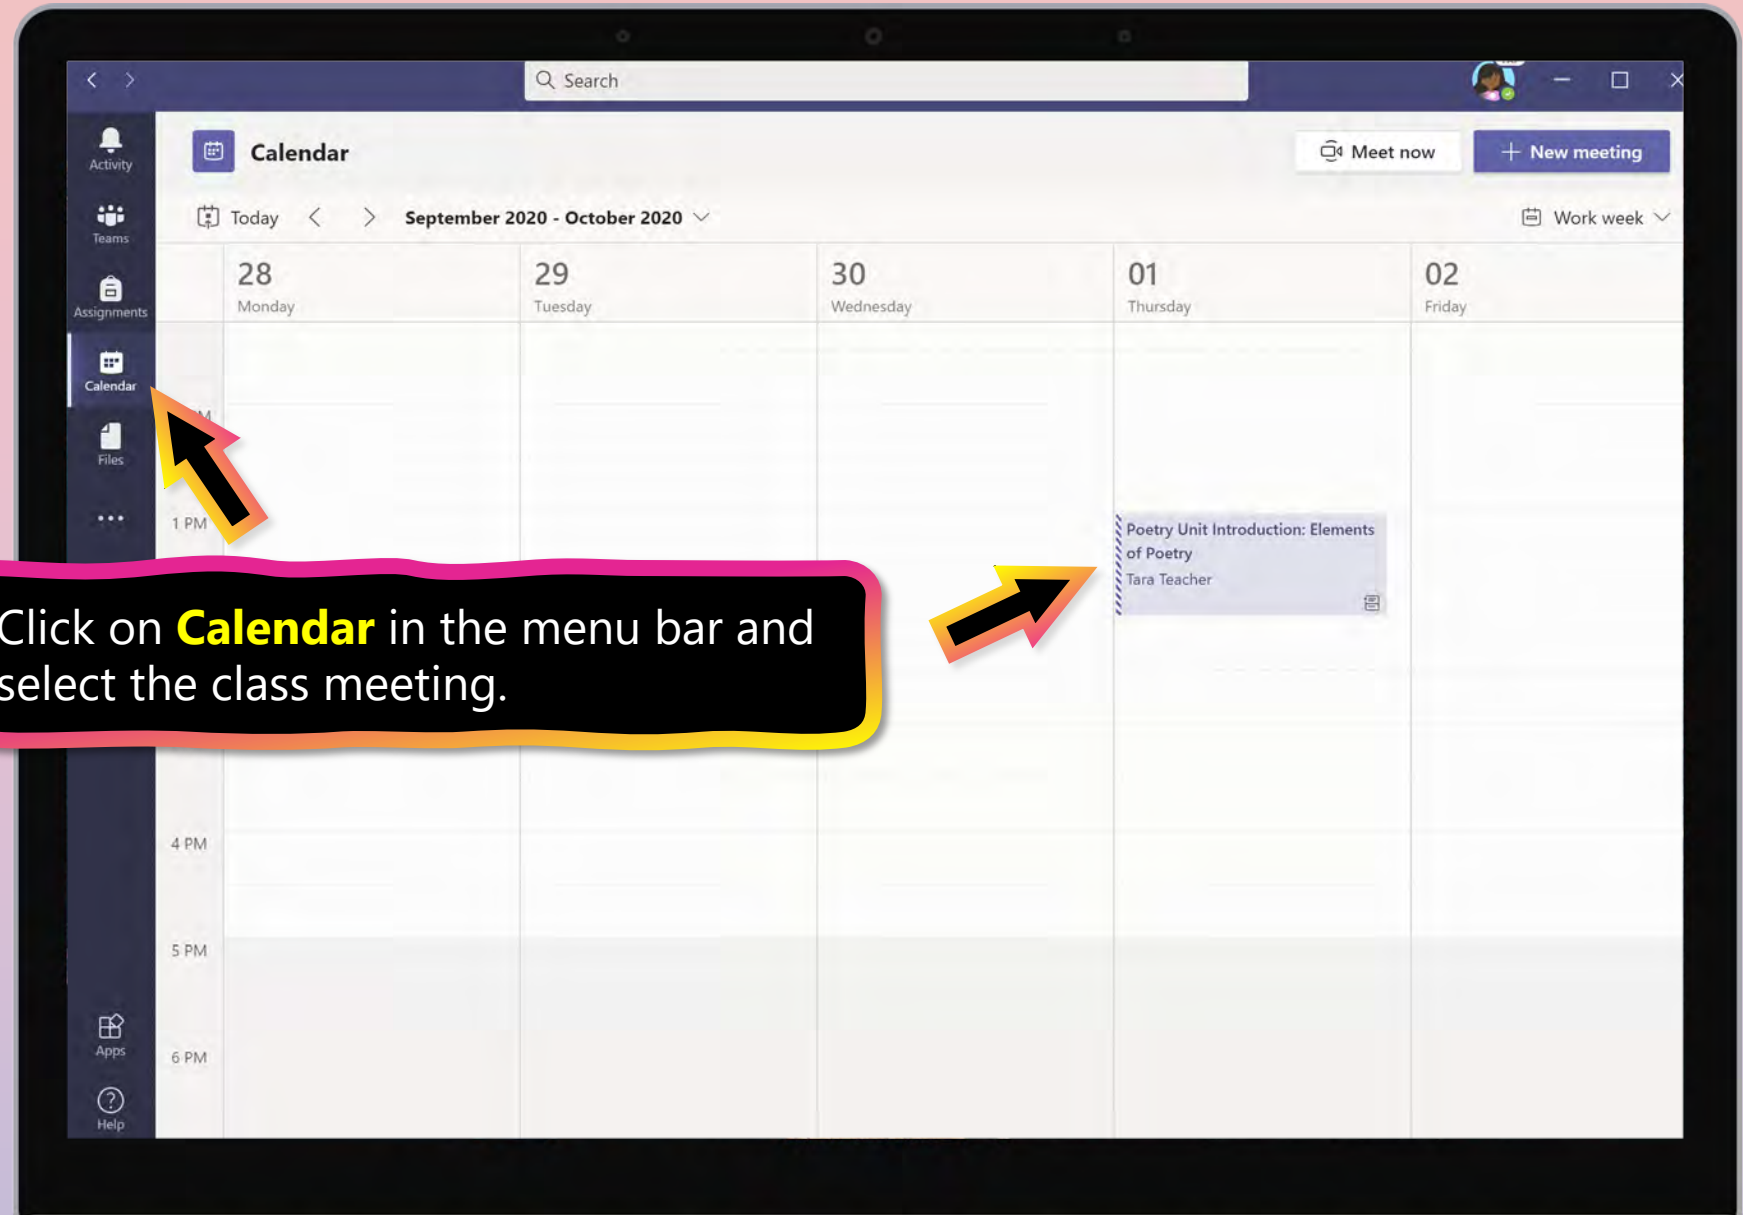 Search
Activity
Calendar
Meet now
New meeting
Teams
Today
September 2020 - October 2020
Work week
28
29
30
01
02
Assignments
Monday
Tuesday
Wednesday
Thursday
Friday
Calendar
Files
1 PM
Poetry Unit Introduction: Elements
of Poetry
Tara Teacher
Click on Calendar in the menu bar and
select the class meeting.
4 PM
5 PM
Apps
6 PM
Help